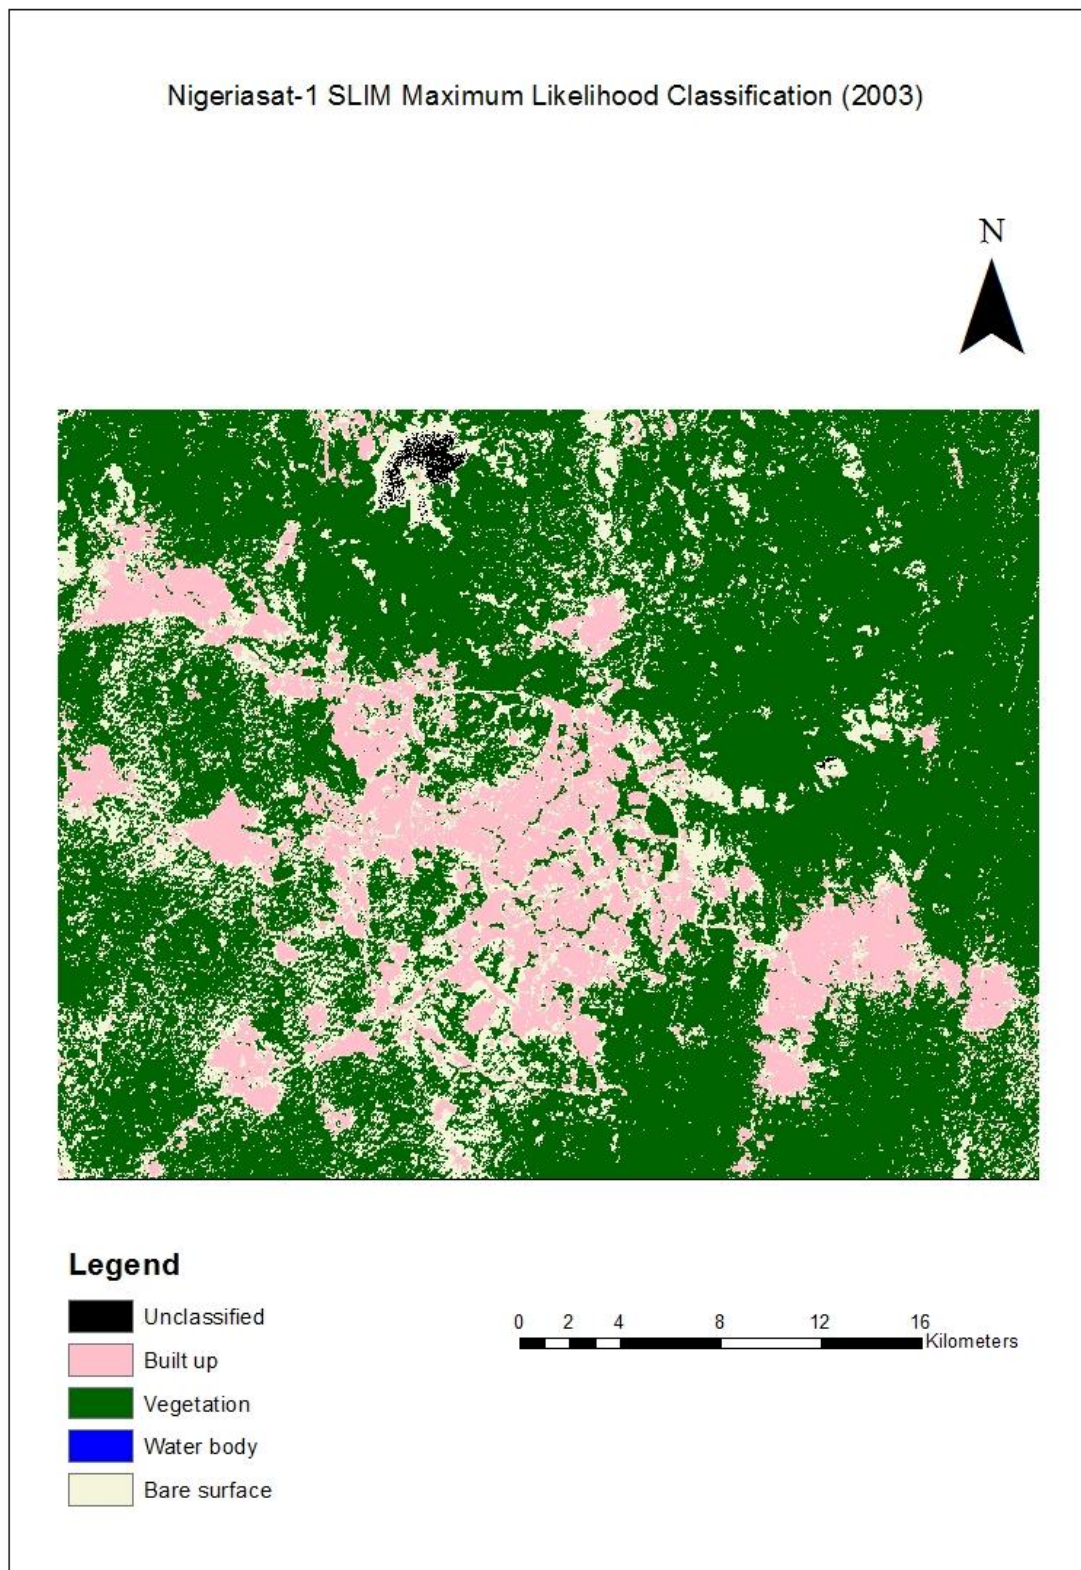 Nigeriasat-1 SLIM Maximum Likelihood Classification (2003)
N
Legend
Unclassified
Built up
Vegetation
Water body
Bare surface
0 2 4 8 12 16
Kilometers